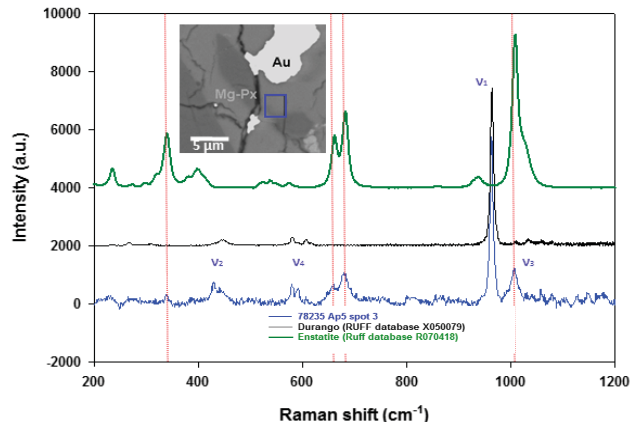 10000
8000
6000
4000
2000
0
-2000
Intensity (a.u.)
Au
Mg-Px
5 µm
ν1
ν2
ν4
ν3
78235 Ap5 spot 3
Durango (RUFF database X050079)
Enstatite (Ruff database R070418)
200 400 600 800 1000 1200
Raman shift (cm-1)